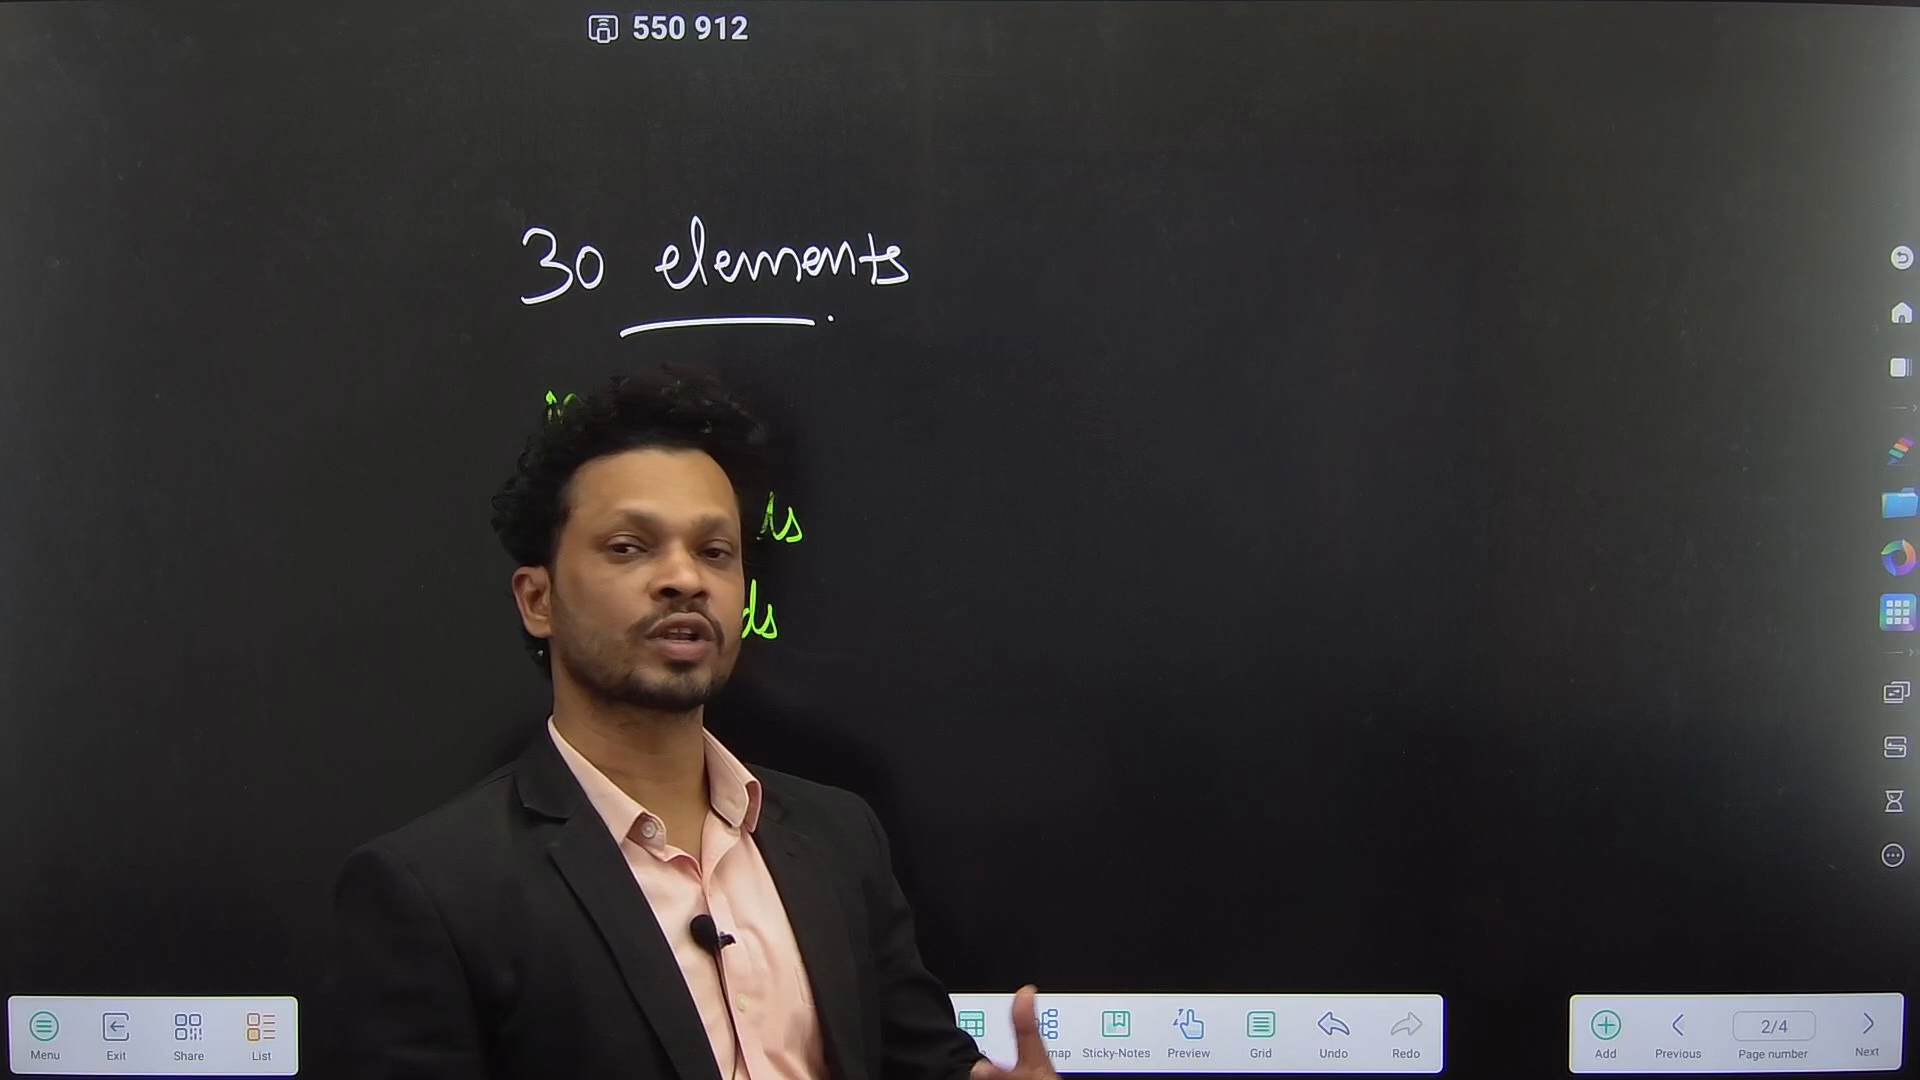 550 912
30 elements
Menu Exit Share List Sticky-Notes Preview Grid Undo Redo Add Previous 2/4 Page number Next